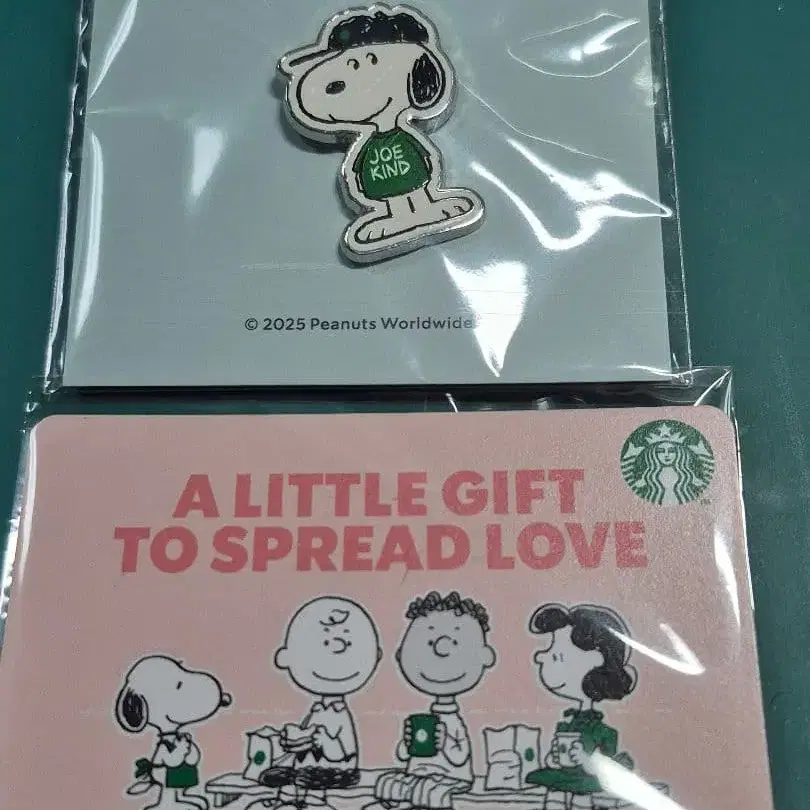 JOE
KIND
© 2025 Peanuts Worldwide
A LITTLE GIFT
TO SPREAD LOVE